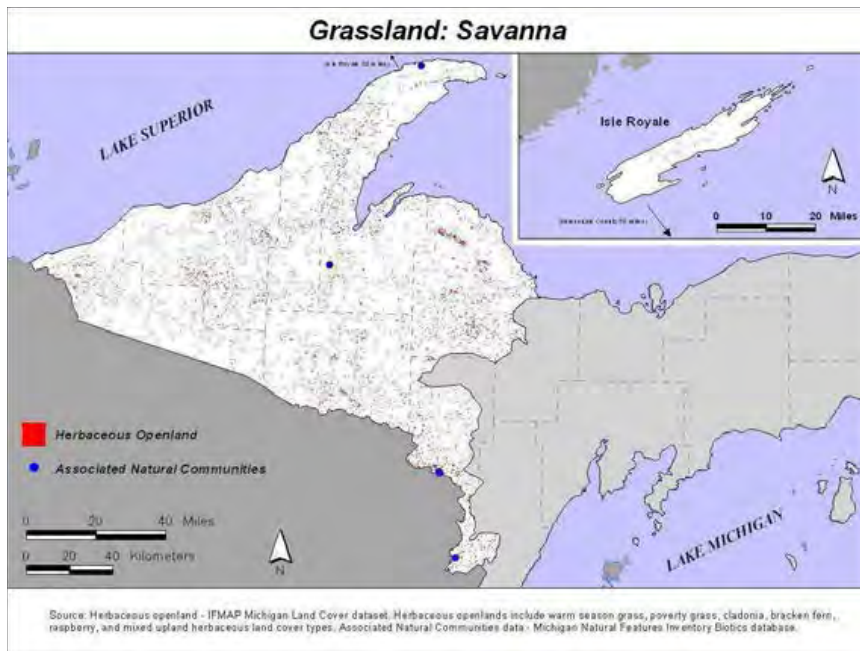 Grassland: Savanna
LAKE SUPERIOR
Isle Royale
N
0 10 20 Miles
Herbaceous Openland
Associated Natural Communities
0 20 40 Miles
0 20 40 Kilometers
N
LAKE MICHIGAN
Source: Herbaceous openland - IFMAP Michigan Land Cover dataset. Herbaceous openlands include warm season grass, poverty grass, cladonia, bracken fern,
raspberry, and mixed upland herbaceous land cover types. Associated Natural Communities data - Michigan Natural Features Inventory Biotics database.